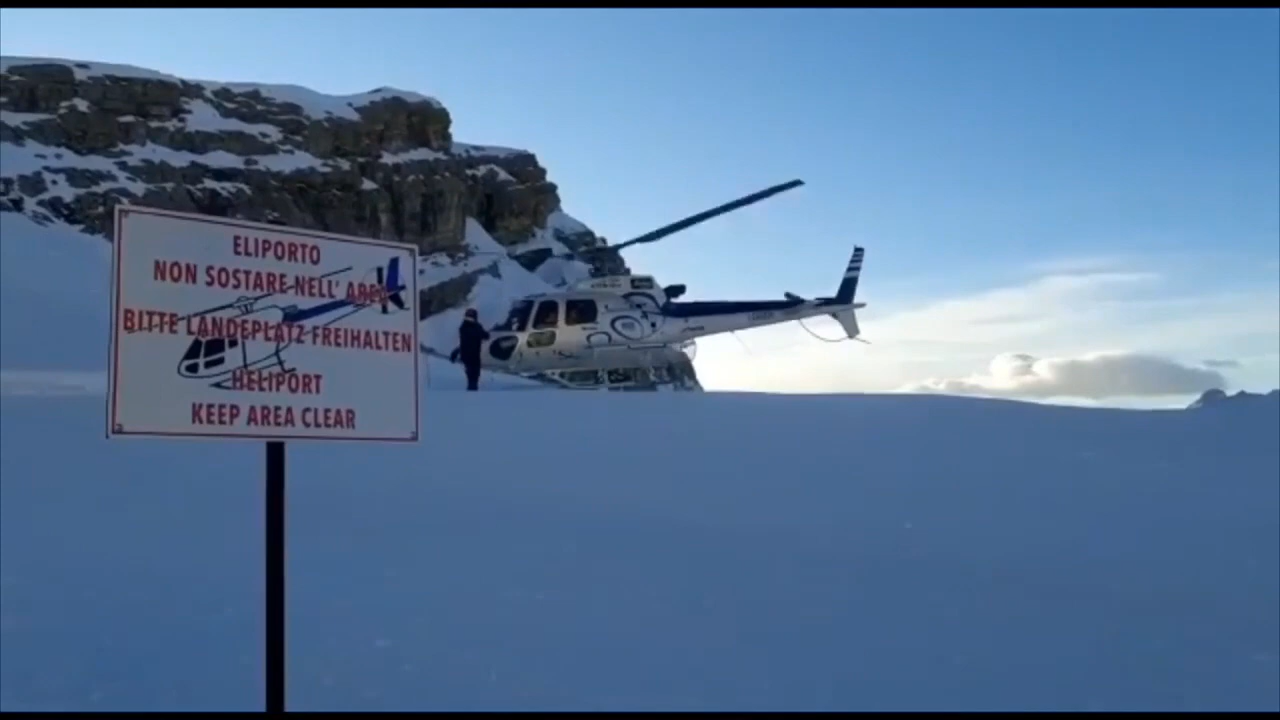 ELIPORTO
NON SOSTARE NELL' AREA
BITTE LANDEPLATZ FREIHALTEN
HELIPORT
KEEP AREA CLEAR